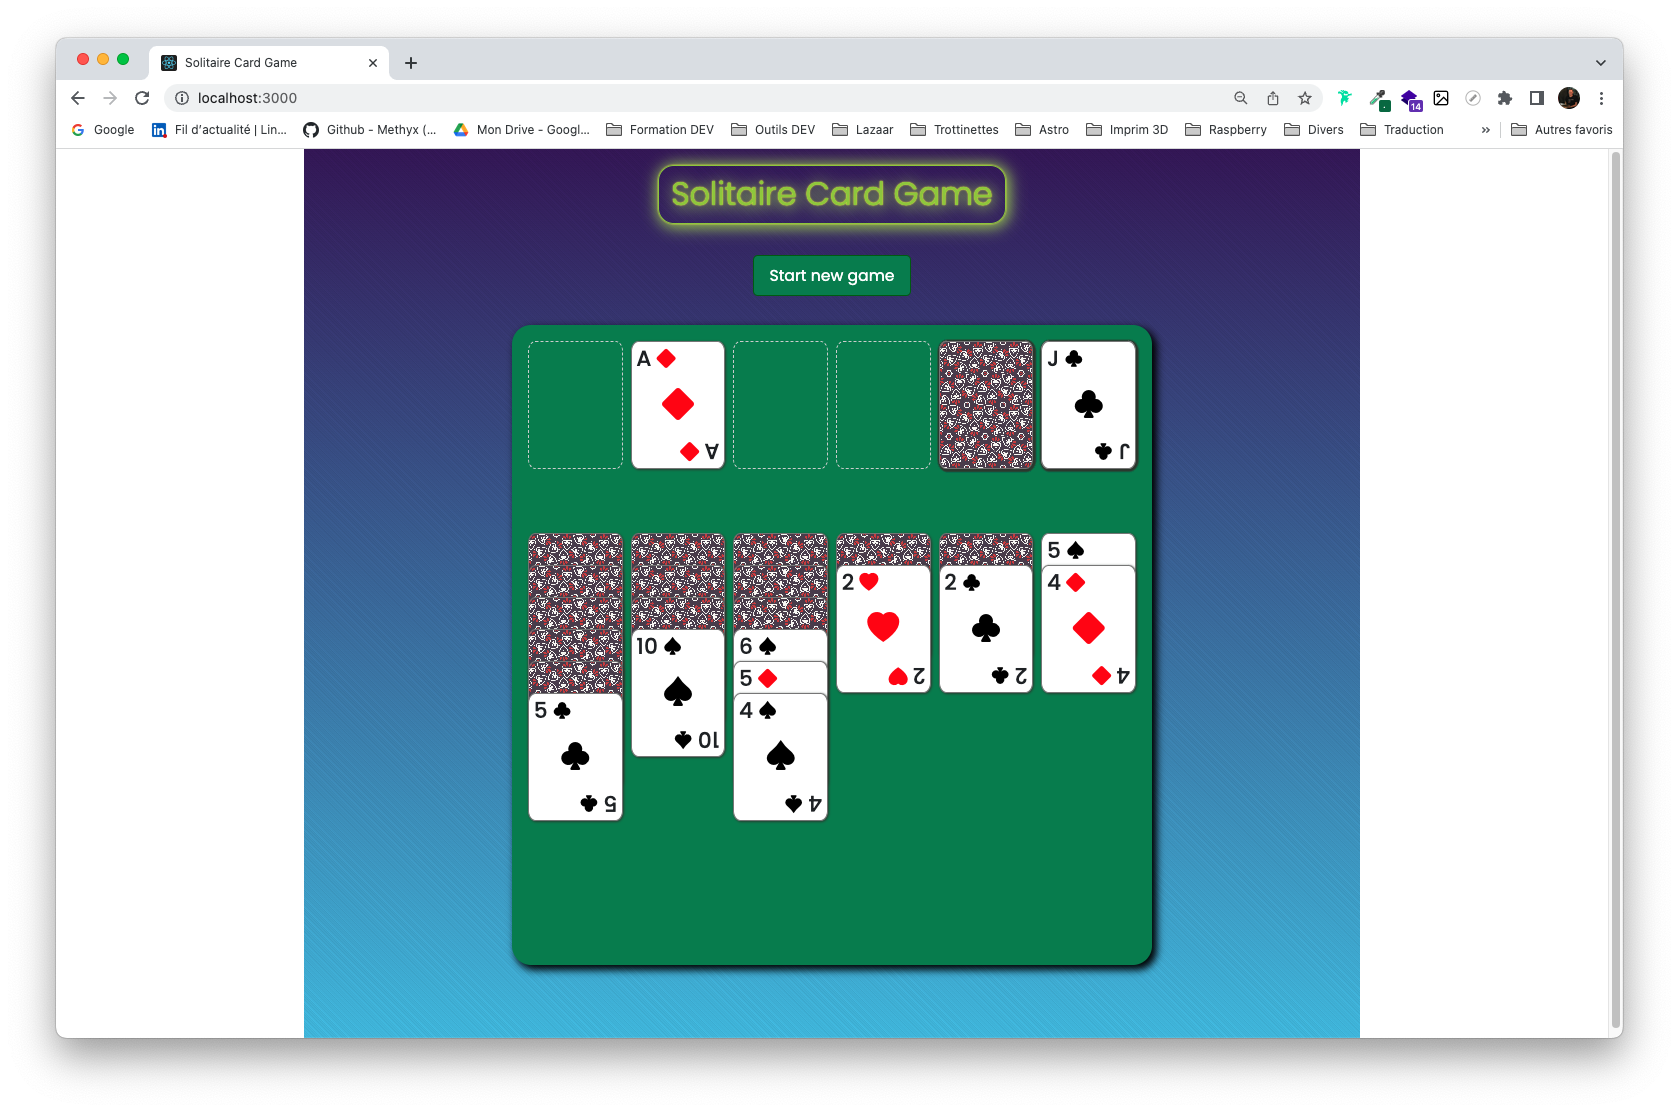 Solitaire Card Game
localhost:3000
14
Google
Fil d’actualité | Lin...
Github - Methyx (...
Mon Drive - Googl...
Formation DEV
Outils DEV
Lazaar
Trottinettes
Astro
Imprim 3D
Raspberry
Divers
Traduction
»
Autres favoris
Solitaire Card Game
Start new game
A
A
J
J
5
2
2
4
10
6
5
2
2
4
5
4
10
5
4